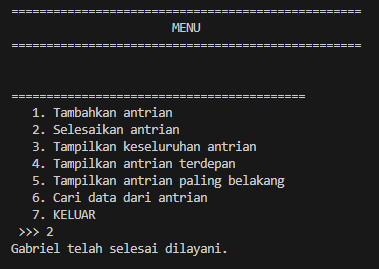 ==================================================
MENU
==================================================
==========================================
1. Tambahkan antrian
2. Selesaikan antrian
3. Tampilkan keseluruhan antrian
4. Tampilkan antrian terdepan
5. Tampilkan antrian paling belakang
6. Cari data dari antrian
7. KELUAR
>>> 2
Gabriel telah selesai dilayani.